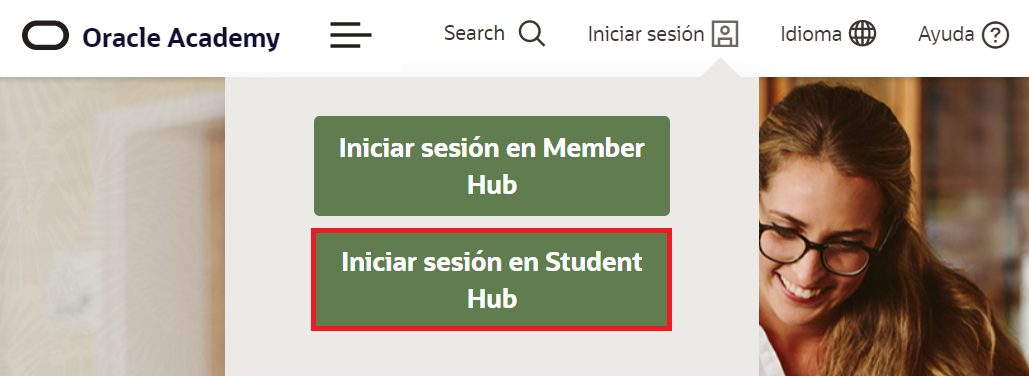 Oracle Academy
Search
Iniciar sesión
Idioma
Ayuda
Iniciar sesión en Member
Hub
Iniciar sesión en Student
Hub